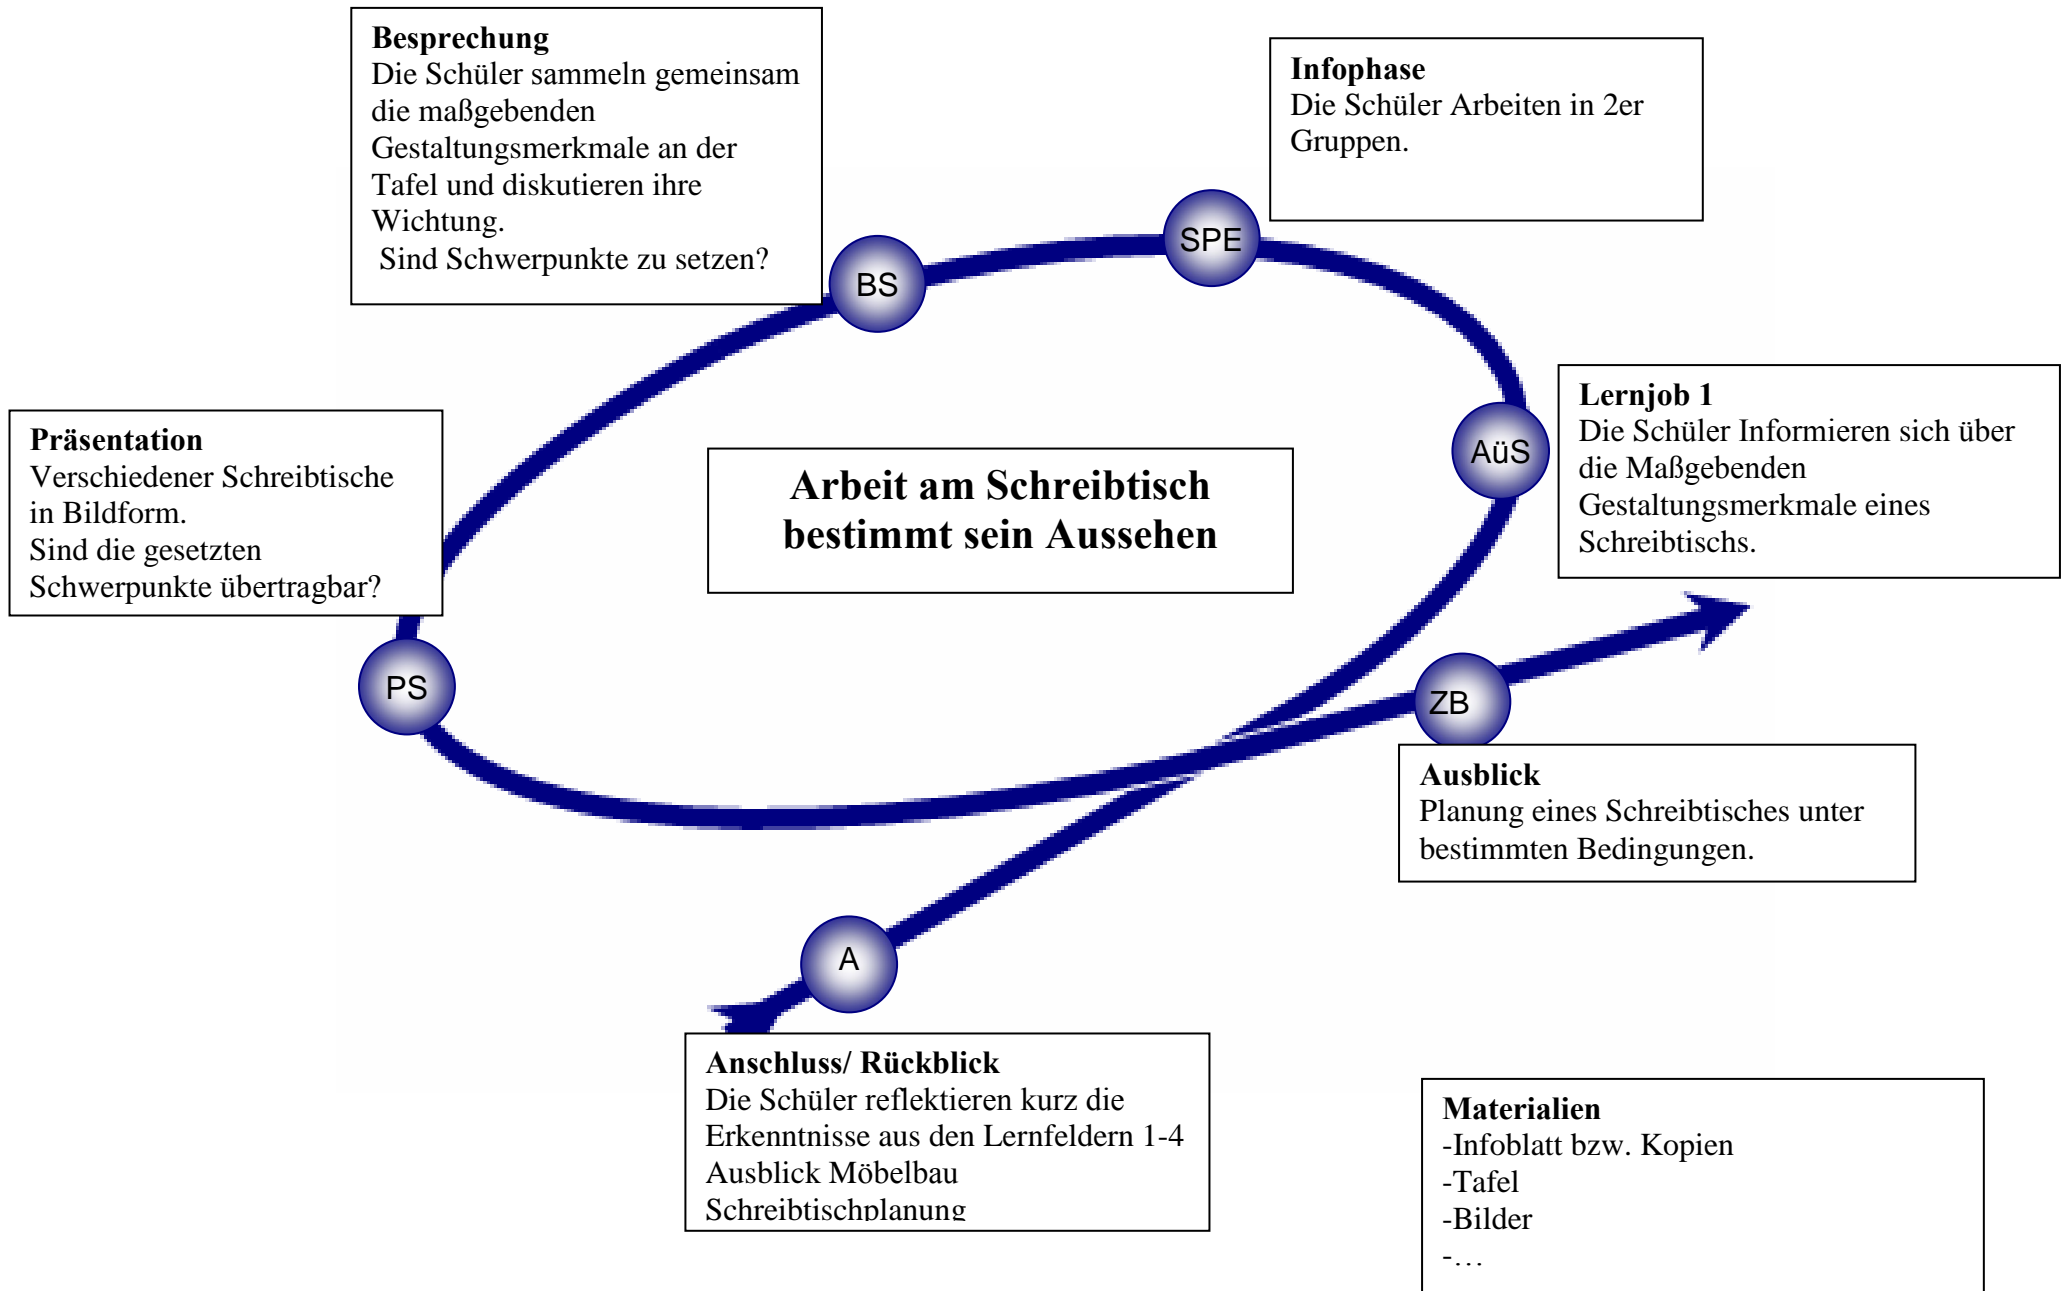 Besprechung
Die Schüler sammeln gemeinsam
die maßgebenden
Gestaltungsmerkmale an der
Tafel und diskutieren ihre
Wichtung.
Sind Schwerpunkte zu setzen?
Infophase
Die Schüler Arbeiten in 2er
Gruppen.
SPE
BS
Lernjob 1
Die Schüler Informieren sich über
die Maßgebenden
Gestaltungsmerkmale eines
Schreibtischs.
AüS
Präsentation
Verschiedener Schreibtische
in Bildform.
Sind die gesetzten
Schwerpunkte übertragbar?
Arbeit am Schreibtisch
bestimmt sein Aussehen
PS
ZB
Ausblick
Planung eines Schreibtisches unter
bestimmten Bedingungen.
A
Anschluss/ Rückblick
Die Schüler reflektieren kurz die
Erkenntnisse aus den Lernfeldern 1-4
Ausblick Möbelbau
Schreibtischplanung
Materialien
-Infoblatt bzw. Kopien
-Tafel
-Bilder
-…